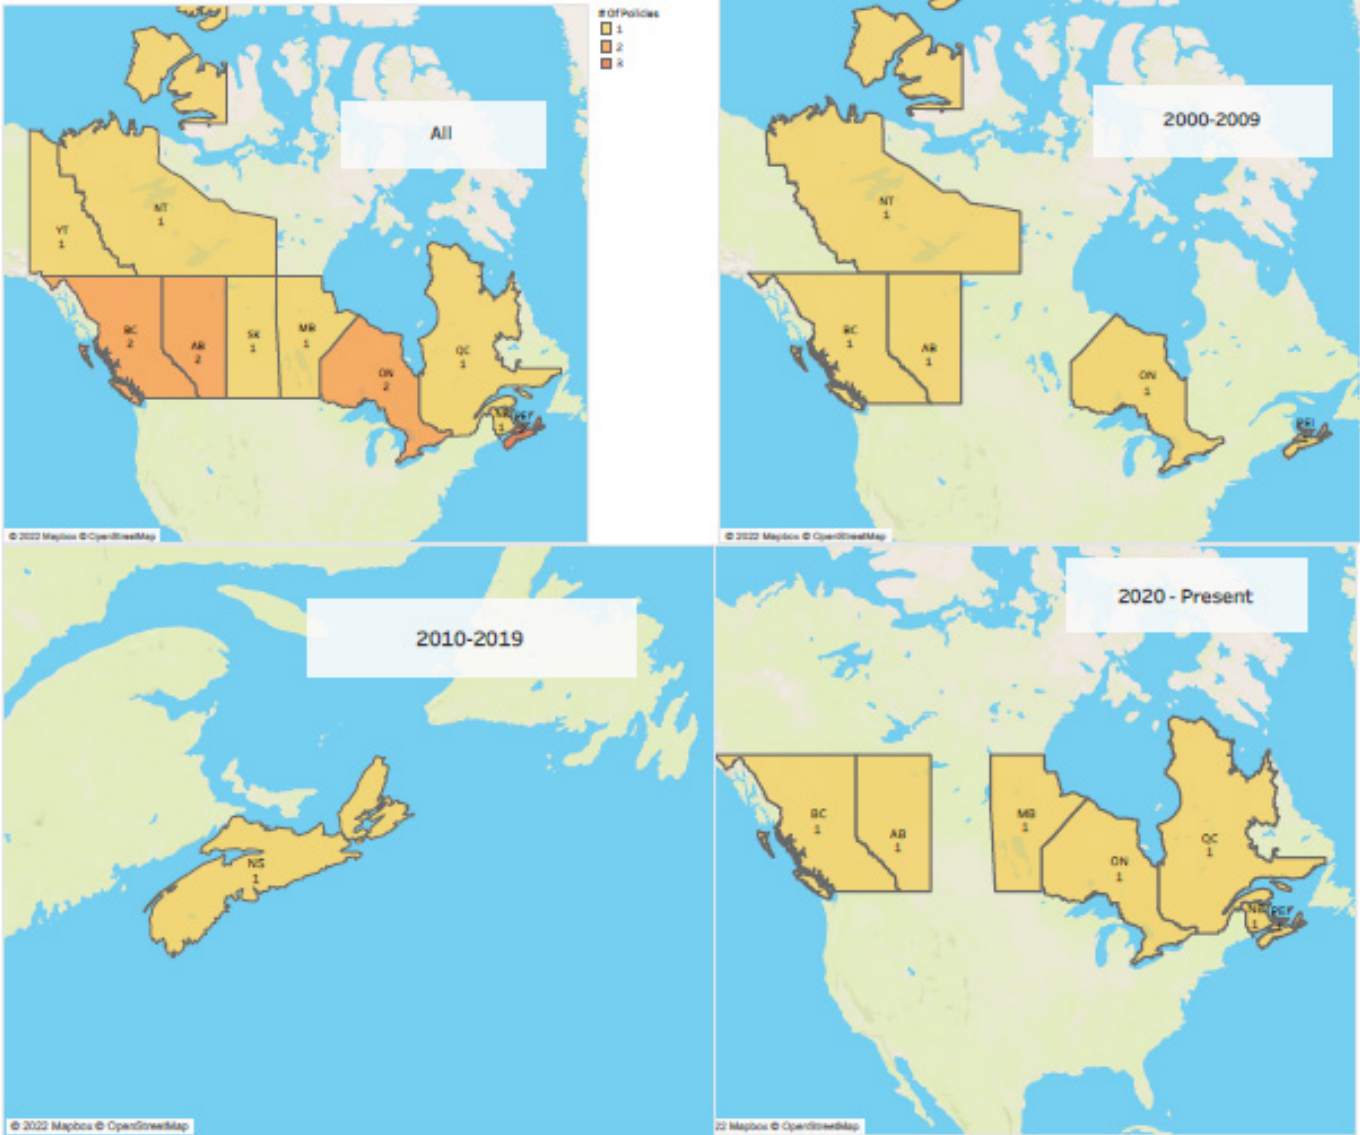 # Of Policies
1
2
3
All
YT
1
NT
1
BC
2
AB
2
SK
1
MB
1
ON
2
QC
1
1
© 2022 Mapbox © OpenStreetMap
2000-2009
NT
1
BC
1
AB
1
ON
1
PEI
© 2022 Mapbox © OpenStreetMap
2010-2019
NS
1
© 2022 Mapbox © OpenStreetMap
2020 - Present
BC
1
AB
1
MB
1
ON
1
QC
1
1
22 Mapbox © OpenStreetMap